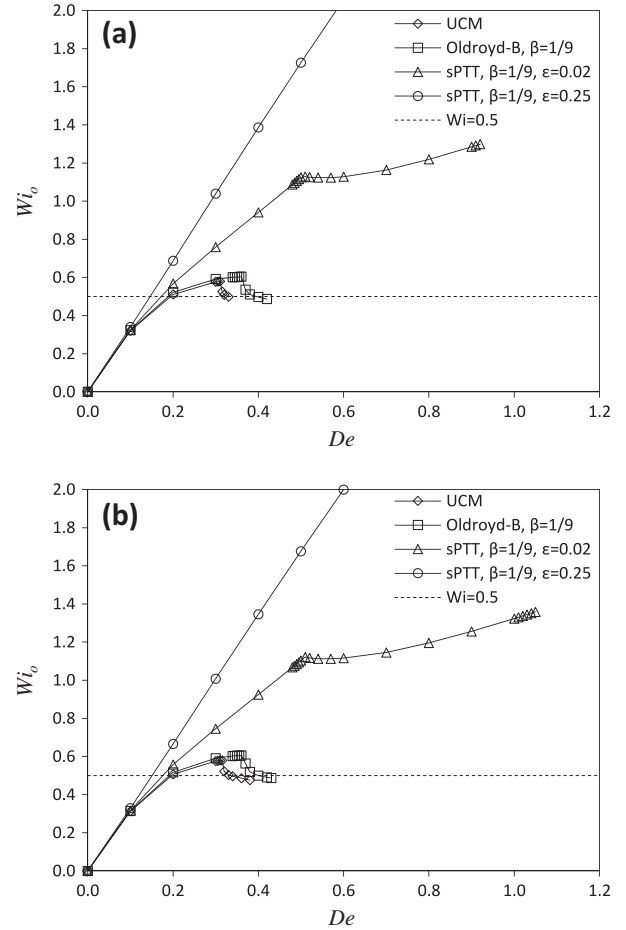 (a)
UCM
Oldroyd-B, β=1/9
sPTT, β=1/9, ε=0.02
sPTT, β=1/9, ε=0.25
Wi=0.5
2.0
1.8
1.6
1.4
1.2
1.0
0.8
0.6
0.4
0.2
0.0
Wi_o
0.0 0.2 0.4 0.6 0.8 1.0 1.2
De
(b)
UCM
Oldroyd-B, β=1/9
sPTT, β=1/9, ε=0.02
sPTT, β=1/9, ε=0.25
Wi=0.5
2.0
1.8
1.6
1.4
1.2
1.0
0.8
0.6
0.4
0.2
0.0
Wi_o
0.0 0.2 0.4 0.6 0.8 1.0 1.2
De